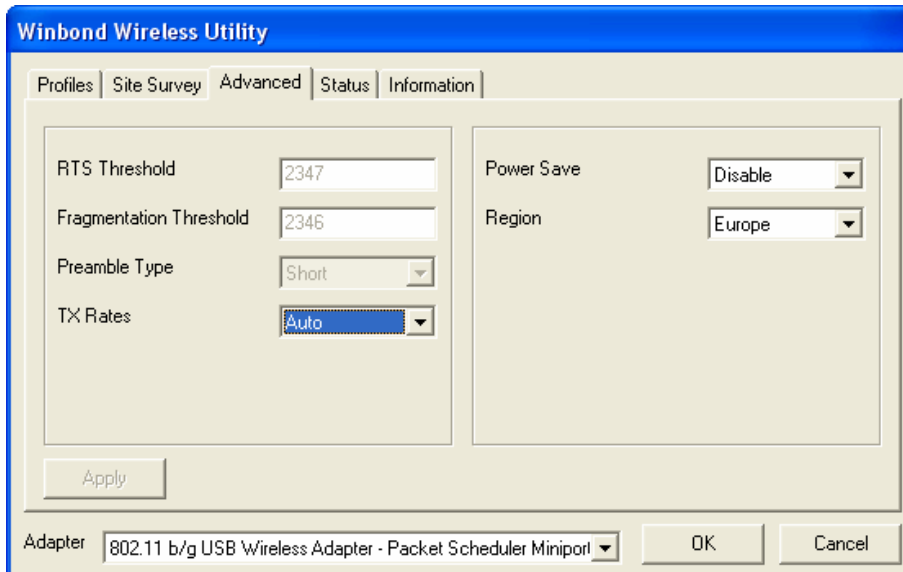 Winbond Wireless Utility
Profiles Site Survey Advanced Status Information
RTS Threshold 2347
Fragmentation Threshold 2346
Preamble Type Short
TX Rates Auto
Power Save Disable
Region Europe
Apply
Adapter 802.11 b/g USB Wireless Adapter - Packet Scheduler Miniport OK Cancel